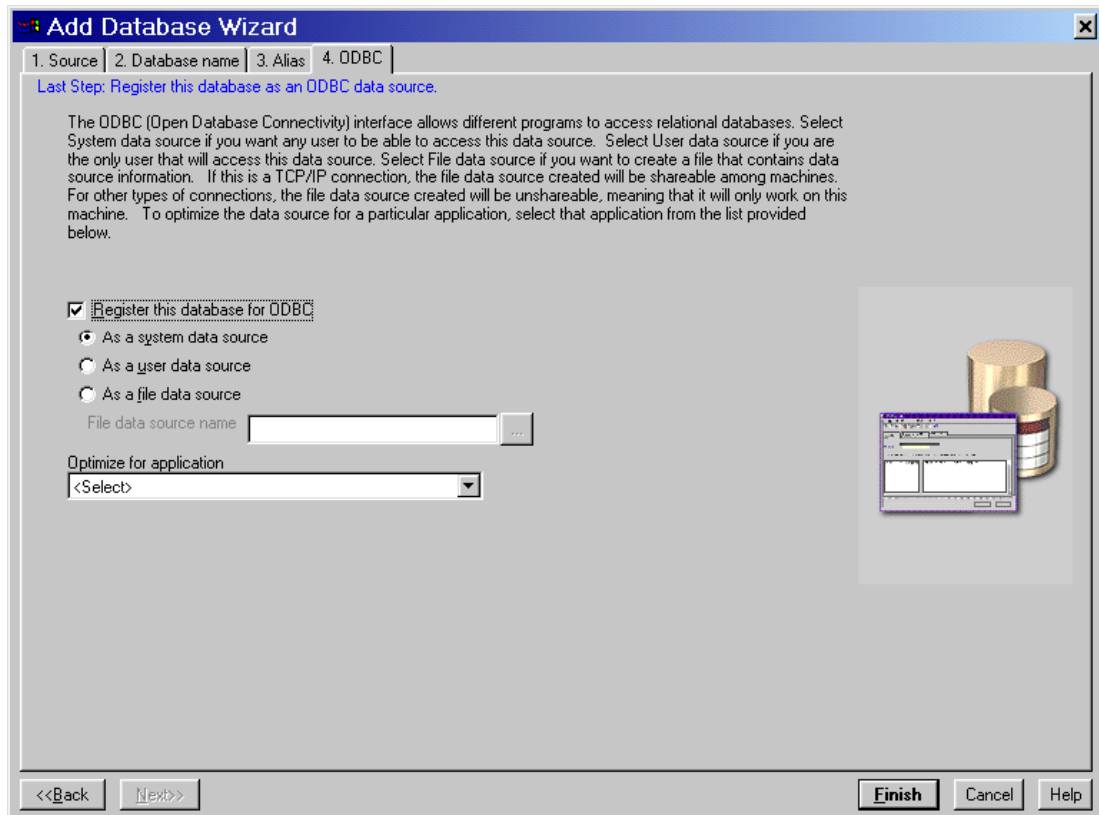 Add Database Wizard
1. Source 2. Database name 3. Alias 4. ODBC
Last Step: Register this database as an ODBC data source.
The ODBC (Open Database Connectivity) interface allows different programs to access relational databases. Select
System data source if you want any user to be able to access this data source. Select User data source if you are
the only user that will access this data source. Select File data source if you want to create a file that contains data
source information. If this is a TCP/IP connection, the file data source created will be shareable among machines.
For other types of connections, the file data source created will be unshareable, meaning that it will only work on this
machine. To optimize the data source for a particular application, select that application from the list provided
below.
Register this database for ODBC
As a system data source
As a user data source
As a file data source
File data source name ...
Optimize for application
<Select>
<<Back Next>> Finish Cancel Help